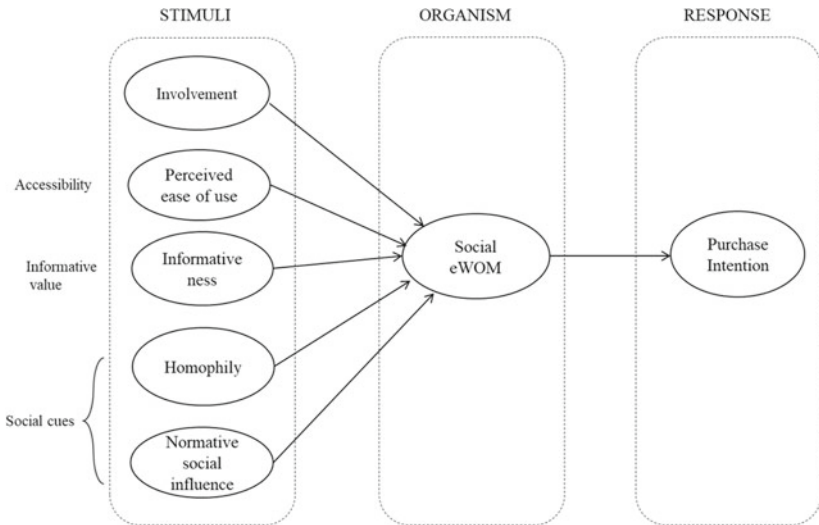 STIMULI
ORGANISM
RESPONSE
Involvement
Accessibility
Perceived
ease of use
Informative
value
Informative
ness
Social
eWOM
Purchase
Intention
Homophily
Social cues
Normative
social
influence